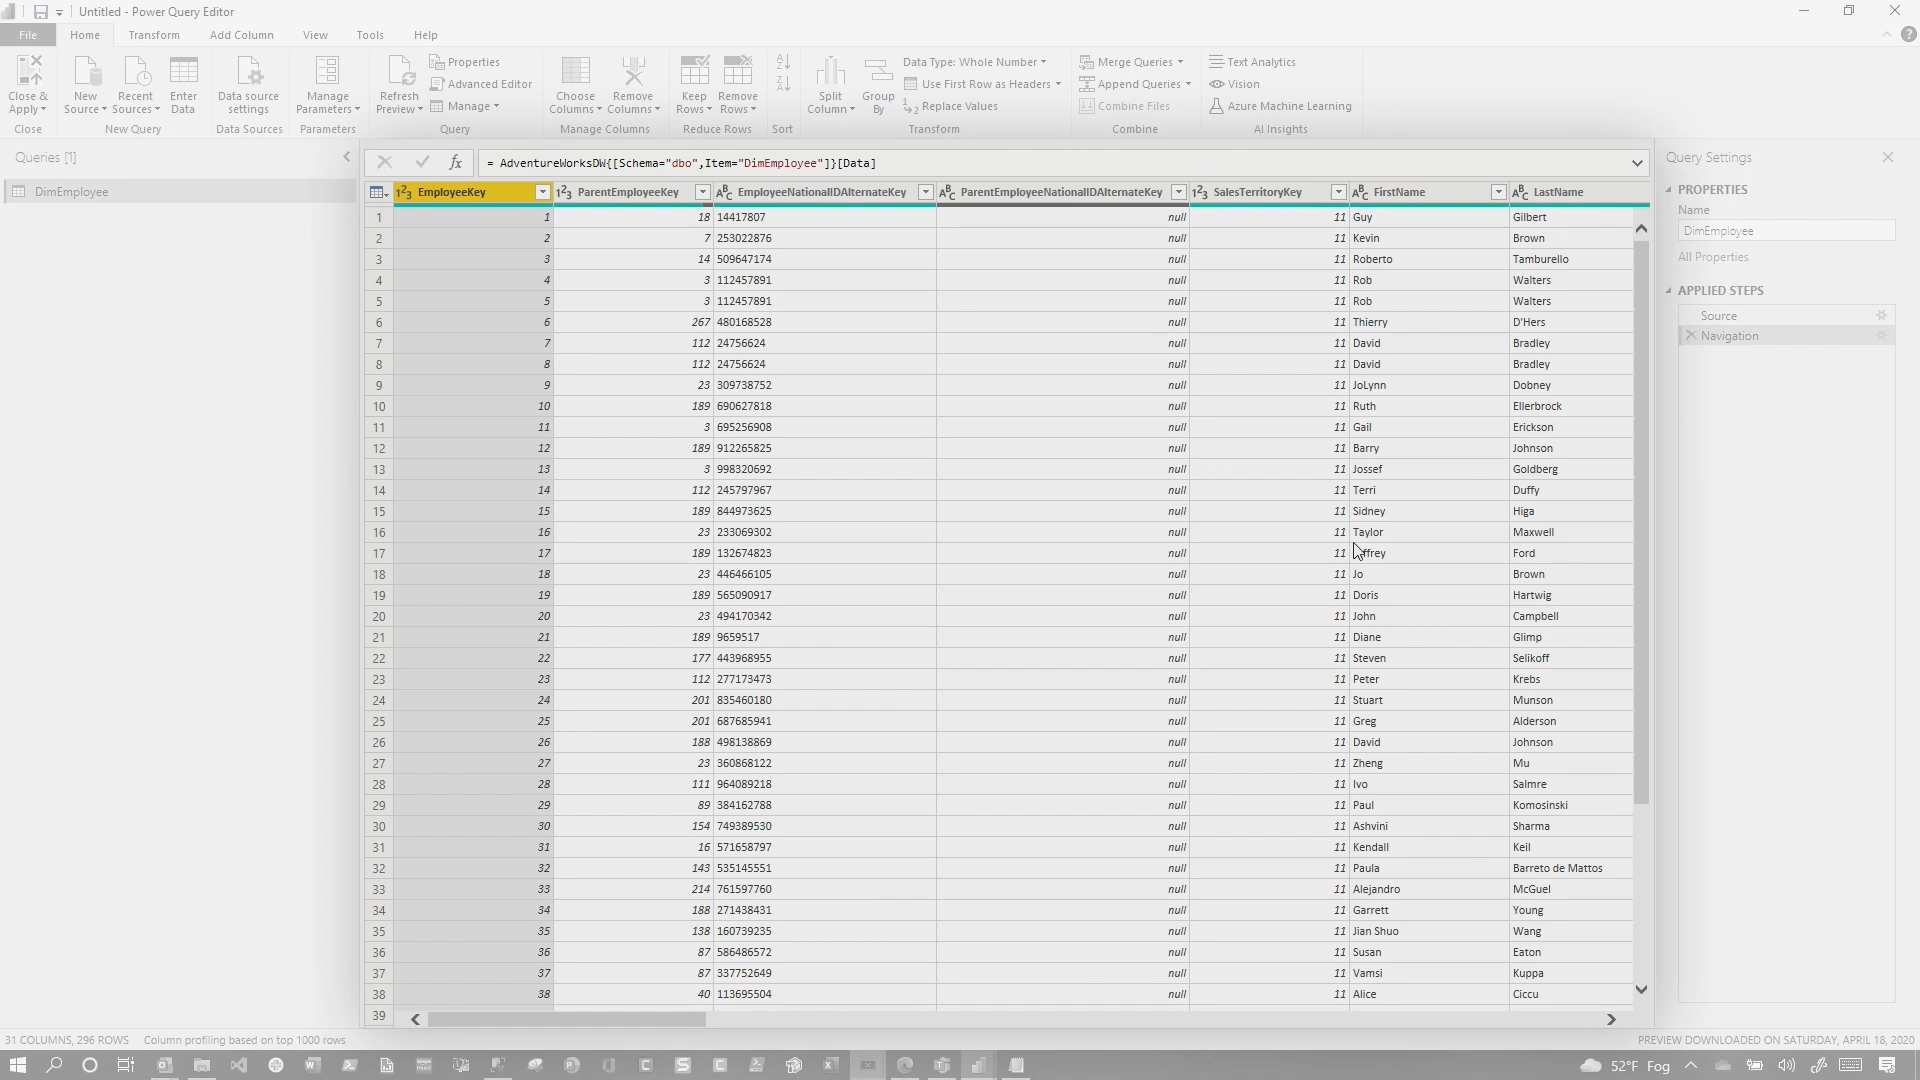 Untitled - Power Query Editor
File Home Transform Add Column View Tools Help
Close & Apply
New Source
Recent Sources
Enter Data
Data source settings
Manage Parameters
Refresh Preview
Properties
Advanced Editor
Manage
Choose Columns
Remove Columns
Keep Rows
Remove Rows
Split Column
Group By
Data Type: Whole Number
Use First Row as Headers
Replace Values
Merge Queries
Append Queries
Combine Files
Text Analytics
Vision
Azure Machine Learning
Close New Query Data Sources Parameters Query Manage Columns Reduce Rows Sort Transform Combine AI Insights
Queries [1]
DimEmployee
= AdventureWorksDW{[Schema="dbo",Item="DimEmployee"]}[Data]
EmployeeKey ParentEmployeeKey EmployeeNationalIDAlternateKey ParentEmployeeNationalIDAlternateKey SalesTerritoryKey FirstName LastName
1 1 18 14417807 null 11 Guy Gilbert
2 2 7 253022876 null 11 Kevin Brown
3 3 14 509647174 null 11 Roberto Tamburello
4 4 3 112457891 null 11 Rob Walters
5 5 3 112457891 null 11 Rob Walters
6 6 267 480168528 null 11 Thierry D'Hers
7 7 112 24756624 null 11 David Bradley
8 8 112 24756624 null 11 David Bradley
9 9 23 309738752 null 11 JoLynn Dobney
10 10 189 690627818 null 11 Ruth Ellerbrock
11 11 3 695256908 null 11 Gail Erickson
12 12 189 912265825 null 11 Barry Johnson
13 13 3 998320692 null 11 Jossef Goldberg
14 14 112 245797967 null 11 Terri Duffy
15 15 189 844973625 null 11 Sidney Higa
16 16 23 233069302 null 11 Taylor Maxwell
17 17 189 132674823 null 11 ffrey Ford
18 18 23 446466105 null 11 Jo Brown
19 19 189 565090917 null 11 Doris Hartwig
20 20 23 494170342 null 11 John Campbell
21 21 189 9659517 null 11 Diane Glimp
22 22 177 443968955 null 11 Steven Selikoff
23 23 112 277173473 null 11 Peter Krebs
24 24 201 835460180 null 11 Stuart Munson
25 25 201 687685941 null 11 Greg Alderson
26 26 188 498138869 null 11 David Johnson
27 27 23 360868122 null 11 Zheng Mu
28 28 111 964089218 null 11 Ivo Salmre
29 29 89 384162788 null 11 Paul Komosinski
30 30 154 749389530 null 11 Ashvini Sharma
31 31 16 571658797 null 11 Kendall Keil
32 32 143 535145551 null 11 Paula Barreto de Mattos
33 33 214 761597760 null 11 Alejandro McGuel
34 34 188 271438431 null 11 Garrett Young
35 35 138 160739235 null 11 Jian Shuo Wang
36 36 87 586486572 null 11 Susan Eaton
37 37 87 337752649 null 11 Vamsi Kuppa
38 38 40 113695504 null 11 Alice Ciccu
39
Query Settings
PROPERTIES
Name
DimEmployee
All Properties
APPLIED STEPS
Source
Navigation
31 COLUMNS, 296 ROWS Column profiling based on top 1000 rows
PREVIEW DOWNLOADED ON SATURDAY, APRIL 18, 2020
52°F Fog